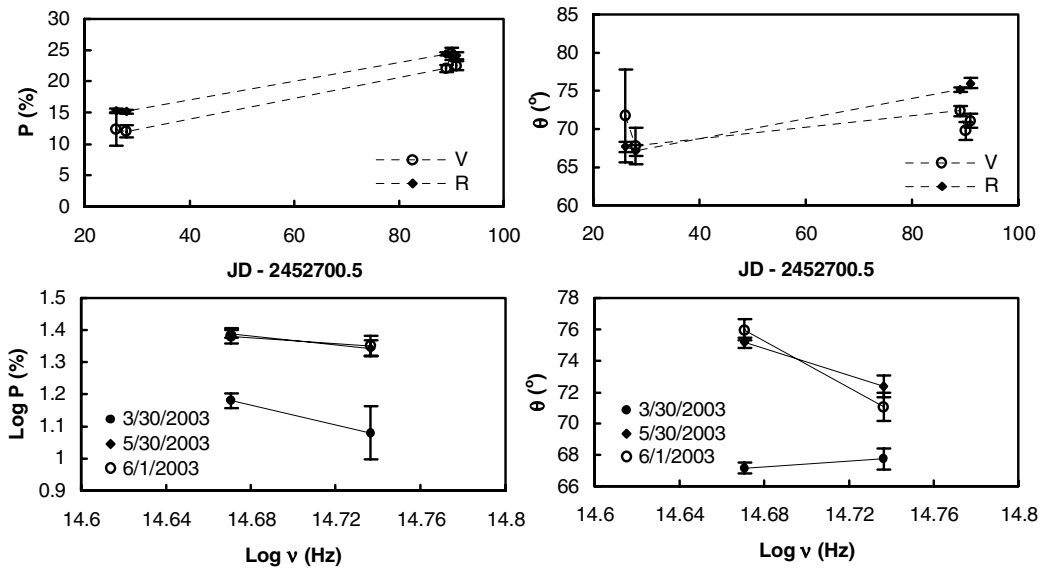 30
25
20
15
10
5
0
P (%)
20 40 60 80 100
JD - 2452700.5
V
R
85
80
75
70
65
60
θ (°)
20 40 60 80 100
JD - 2452700.5
V
R
1.5
1.4
1.3
1.2
1.1
1
0.9
Log P (%)
3/30/2003
5/30/2003
6/1/2003
14.6 14.64 14.68 14.72 14.76 14.8
Log ν (Hz)
78
76
74
72
70
68
66
θ (°)
3/30/2003
5/30/2003
6/1/2003
14.6 14.64 14.68 14.72 14.76 14.8
Log ν (Hz)